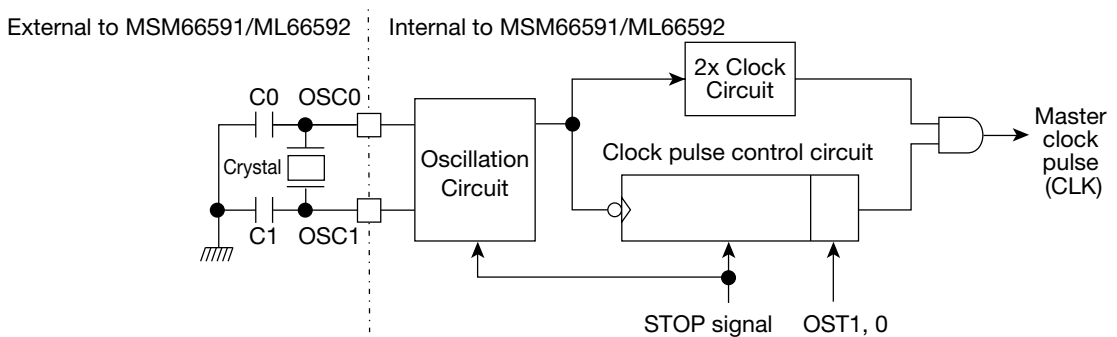 External to MSM66591/ML66592
Internal to MSM66591/ML66592
2x Clock
Circuit
C0
OSC0
Master
clock
pulse
(CLK)
Crystal
Oscillation
Circuit
Clock pulse control circuit
C1
OSC1
STOP signal
OST1, 0